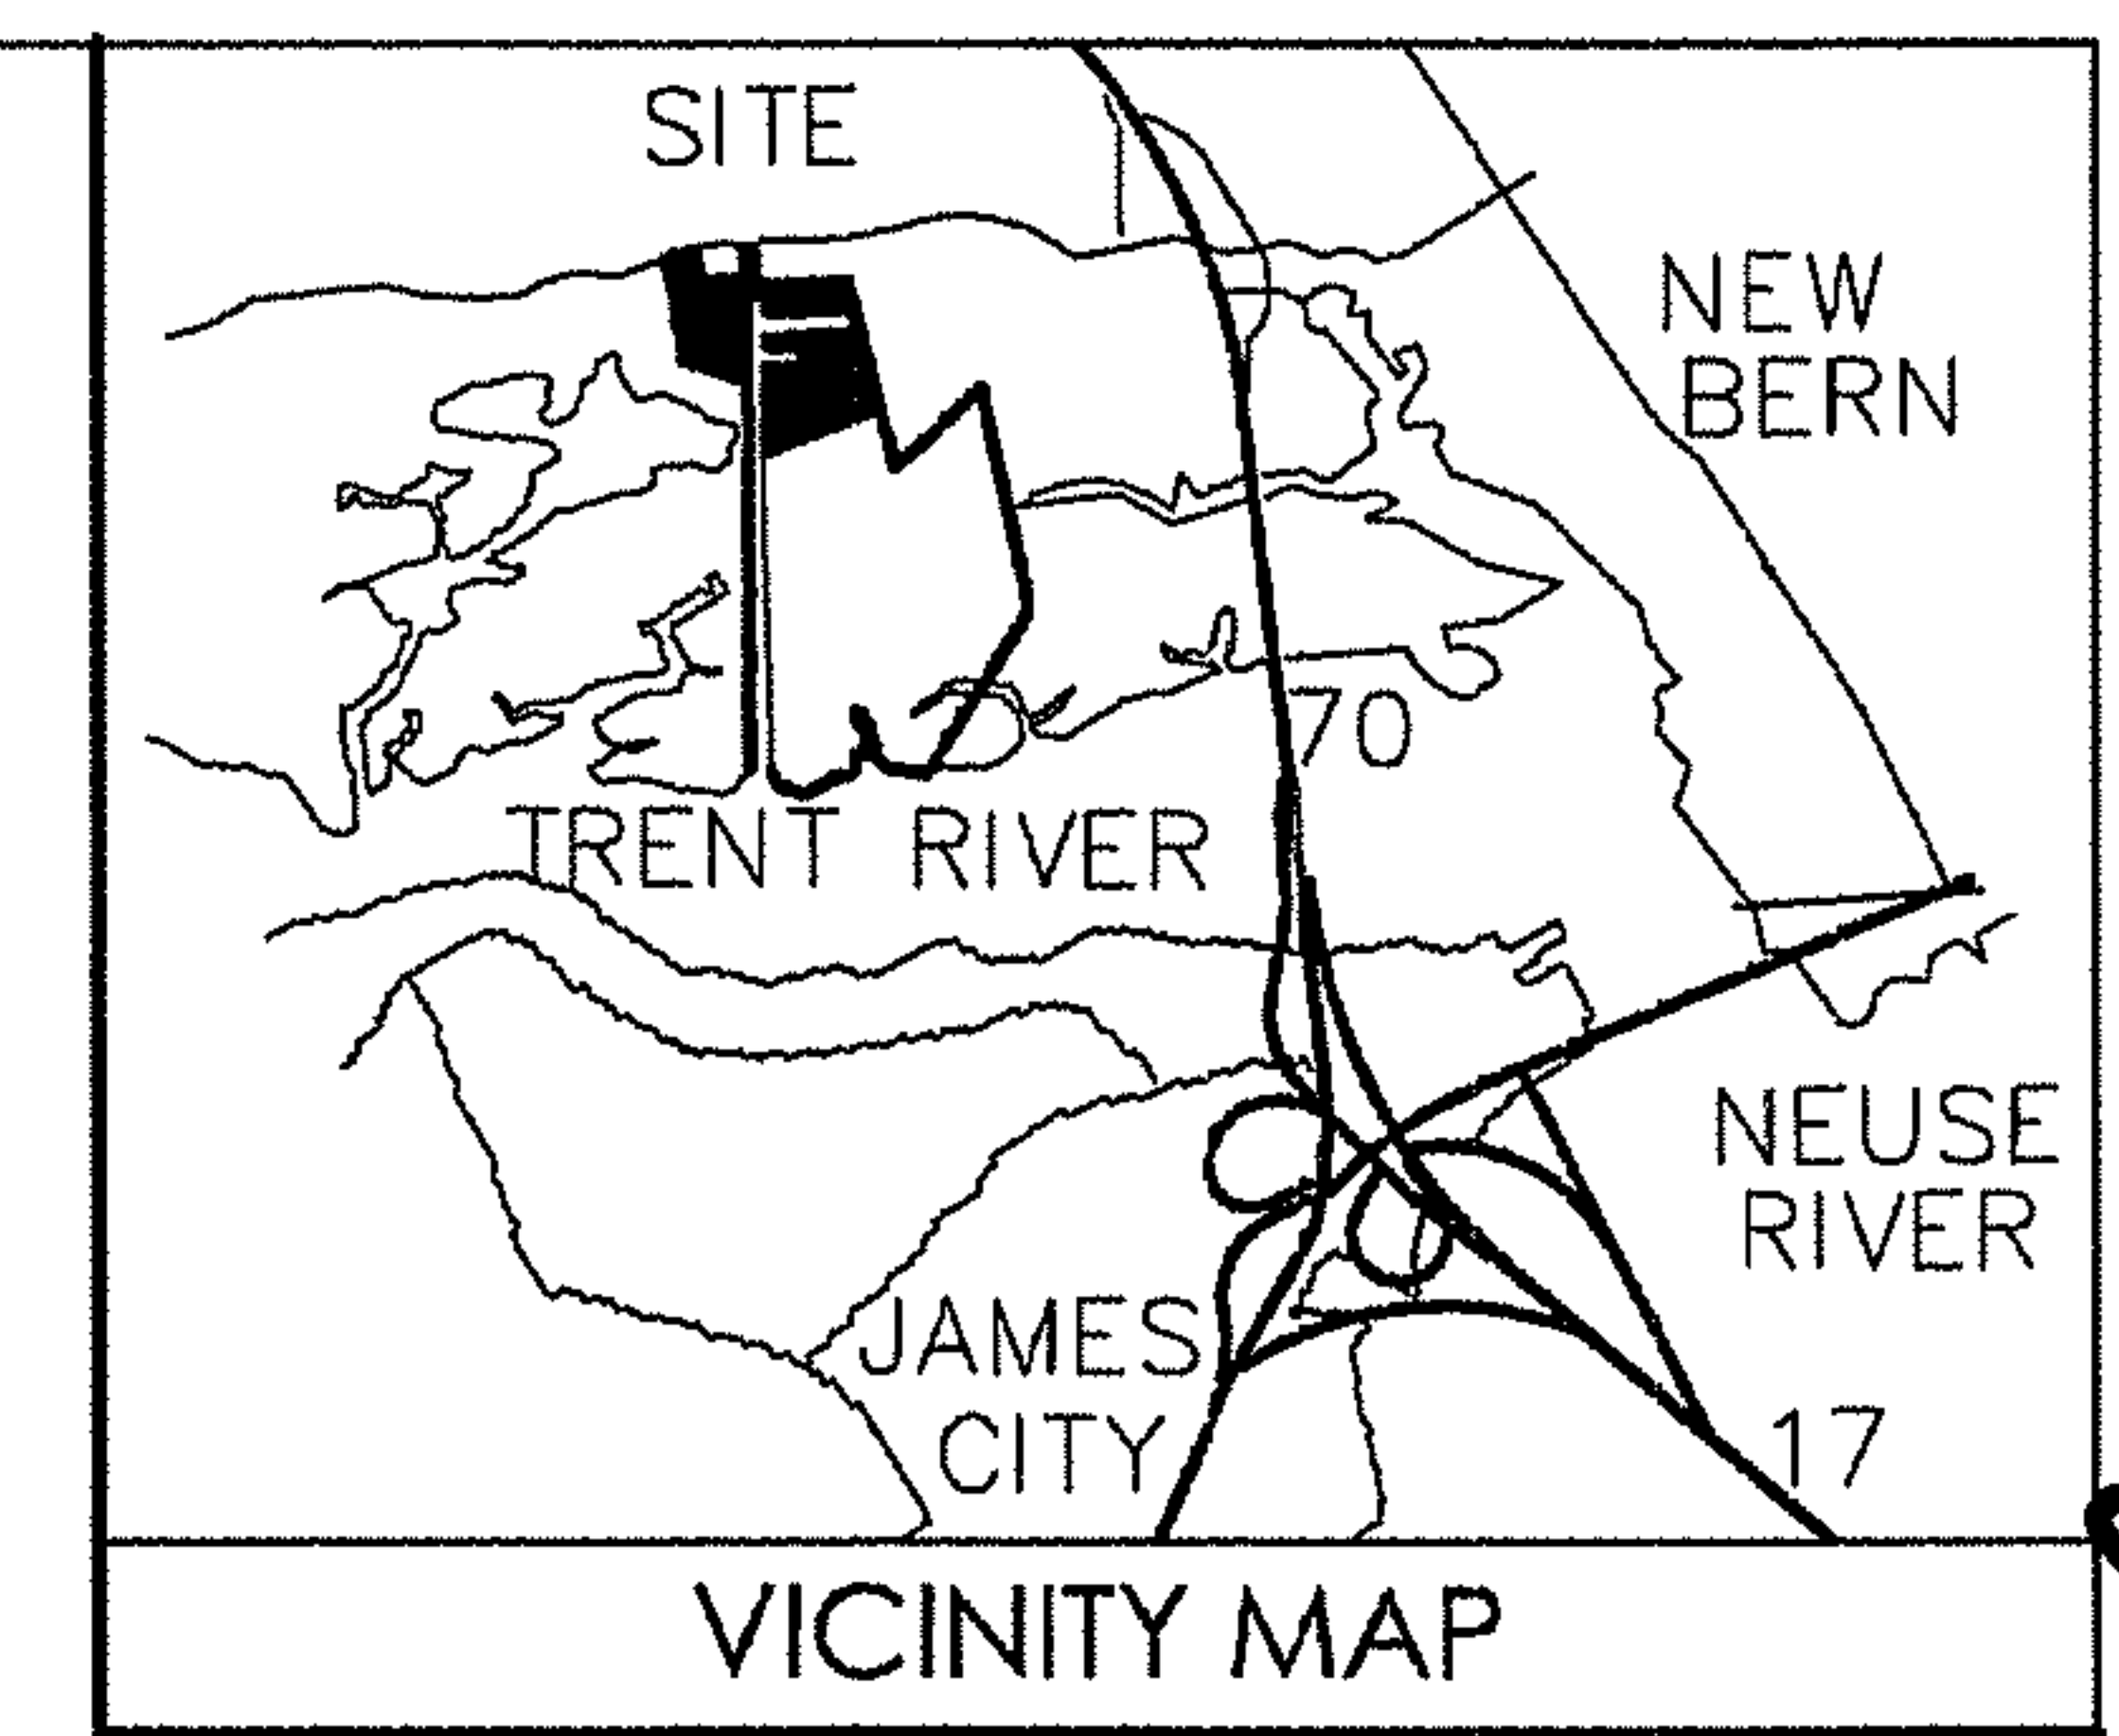 SITE
NEW
BERN
70
TRENT RIVER
NEUSE
RIVER
JAMES
CITY
17
VICINITY MAP